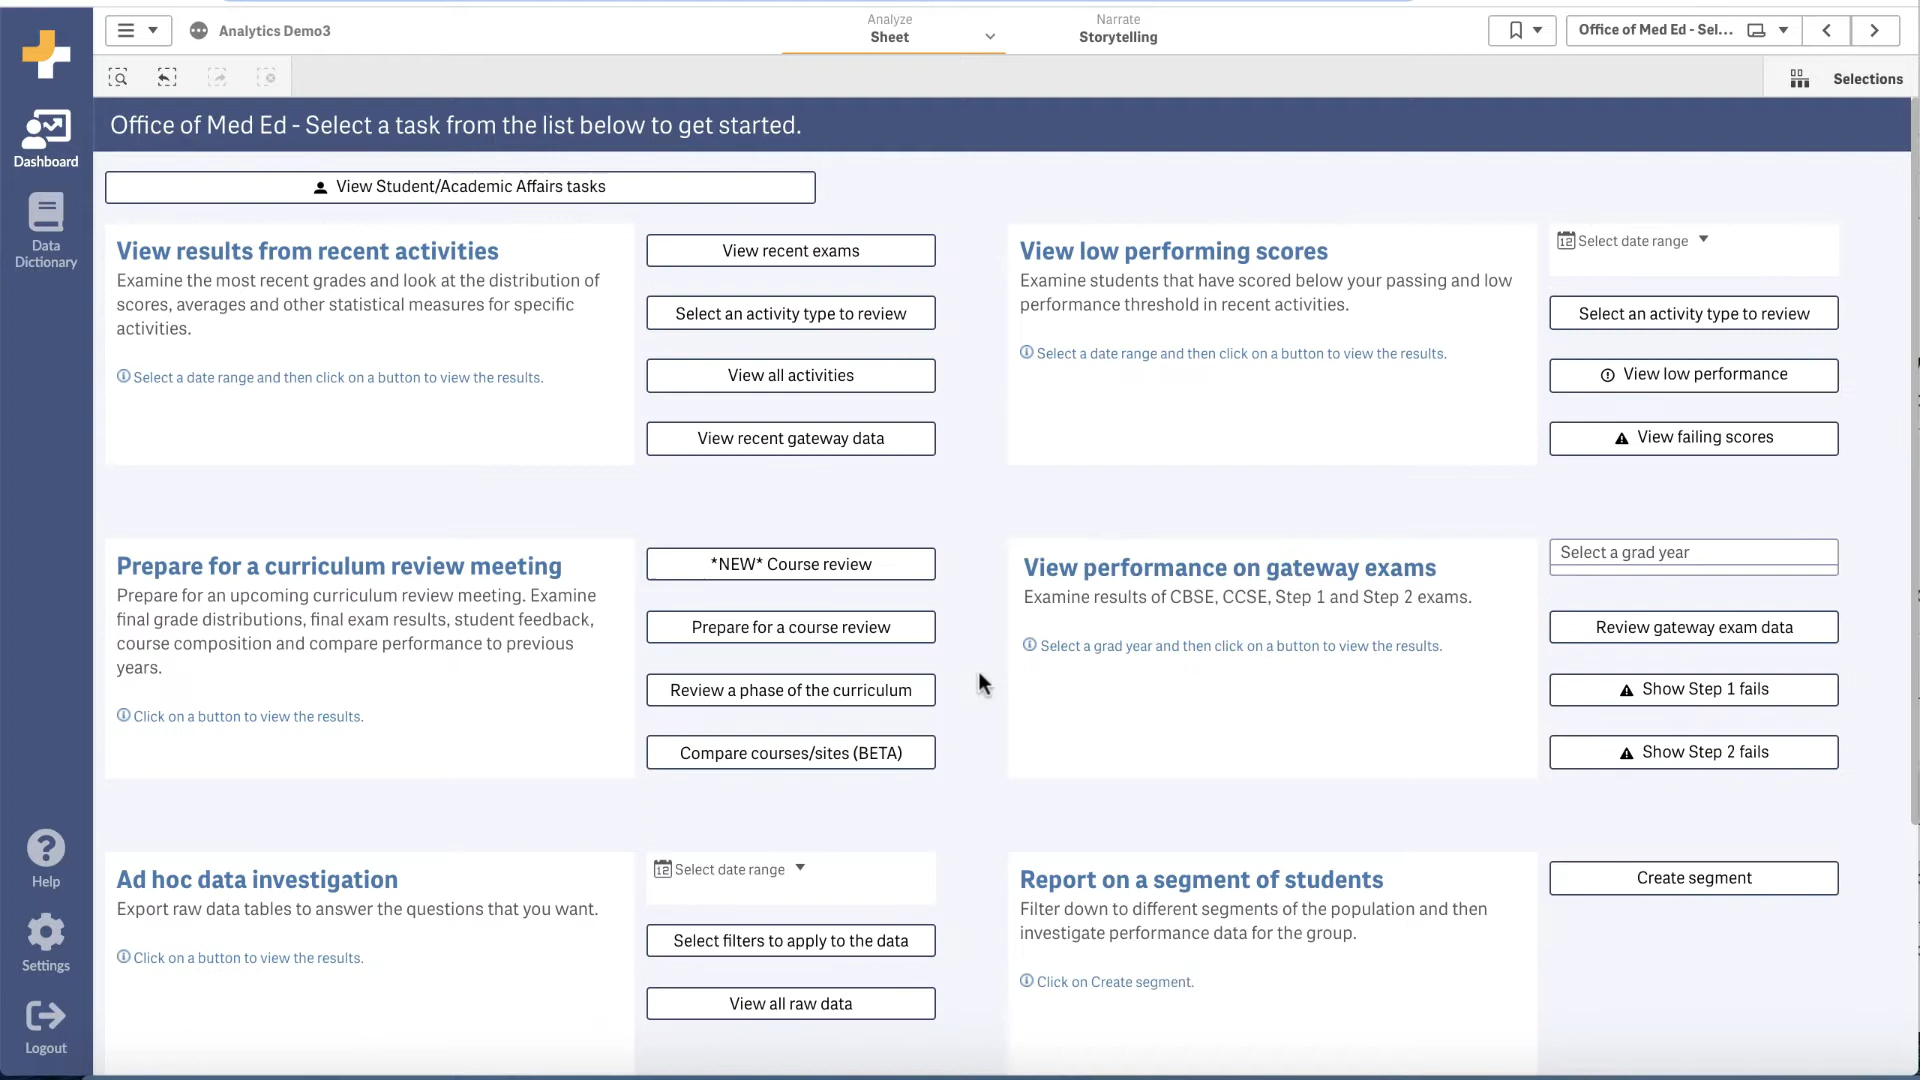 Analytics Demo3
Analyze
Sheet
Narrate
Storytelling
Office of Med Ed - Sel...
Selections
Dashboard
Data
Dictionary
Help
Settings
Logout
Office of Med Ed - Select a task from the list below to get started.
View Student/Academic Affairs tasks
View results from recent activities
Examine the most recent grades and look at the distribution of
scores, averages and other statistical measures for specific
activities.
Select a date range and then click on a button to view the results.
View recent exams
Select an activity type to review
View all activities
View recent gateway data
View low performing scores
Examine students that have scored below your passing and low
performance threshold in recent activities.
Select a date range and then click on a button to view the results.
12 Select date range
Select an activity type to review
View low performance
View failing scores
Prepare for a curriculum review meeting
Prepare for an upcoming curriculum review meeting. Examine
final grade distributions, final exam results, student feedback,
course composition and compare performance to previous
years.
Click on a button to view the results.
*NEW* Course review
Prepare for a course review
Review a phase of the curriculum
Compare courses/sites (BETA)
View performance on gateway exams
Examine results of CBSE, CCSE, Step 1 and Step 2 exams.
Select a grad year and then click on a button to view the results.
Select a grad year
Review gateway exam data
Show Step 1 fails
Show Step 2 fails
Ad hoc data investigation
Export raw data tables to answer the questions that you want.
Click on a button to view the results.
12 Select date range
Select filters to apply to the data
View all raw data
Report on a segment of students
Filter down to different segments of the population and then
investigate performance data for the group.
Click on Create segment.
Create segment